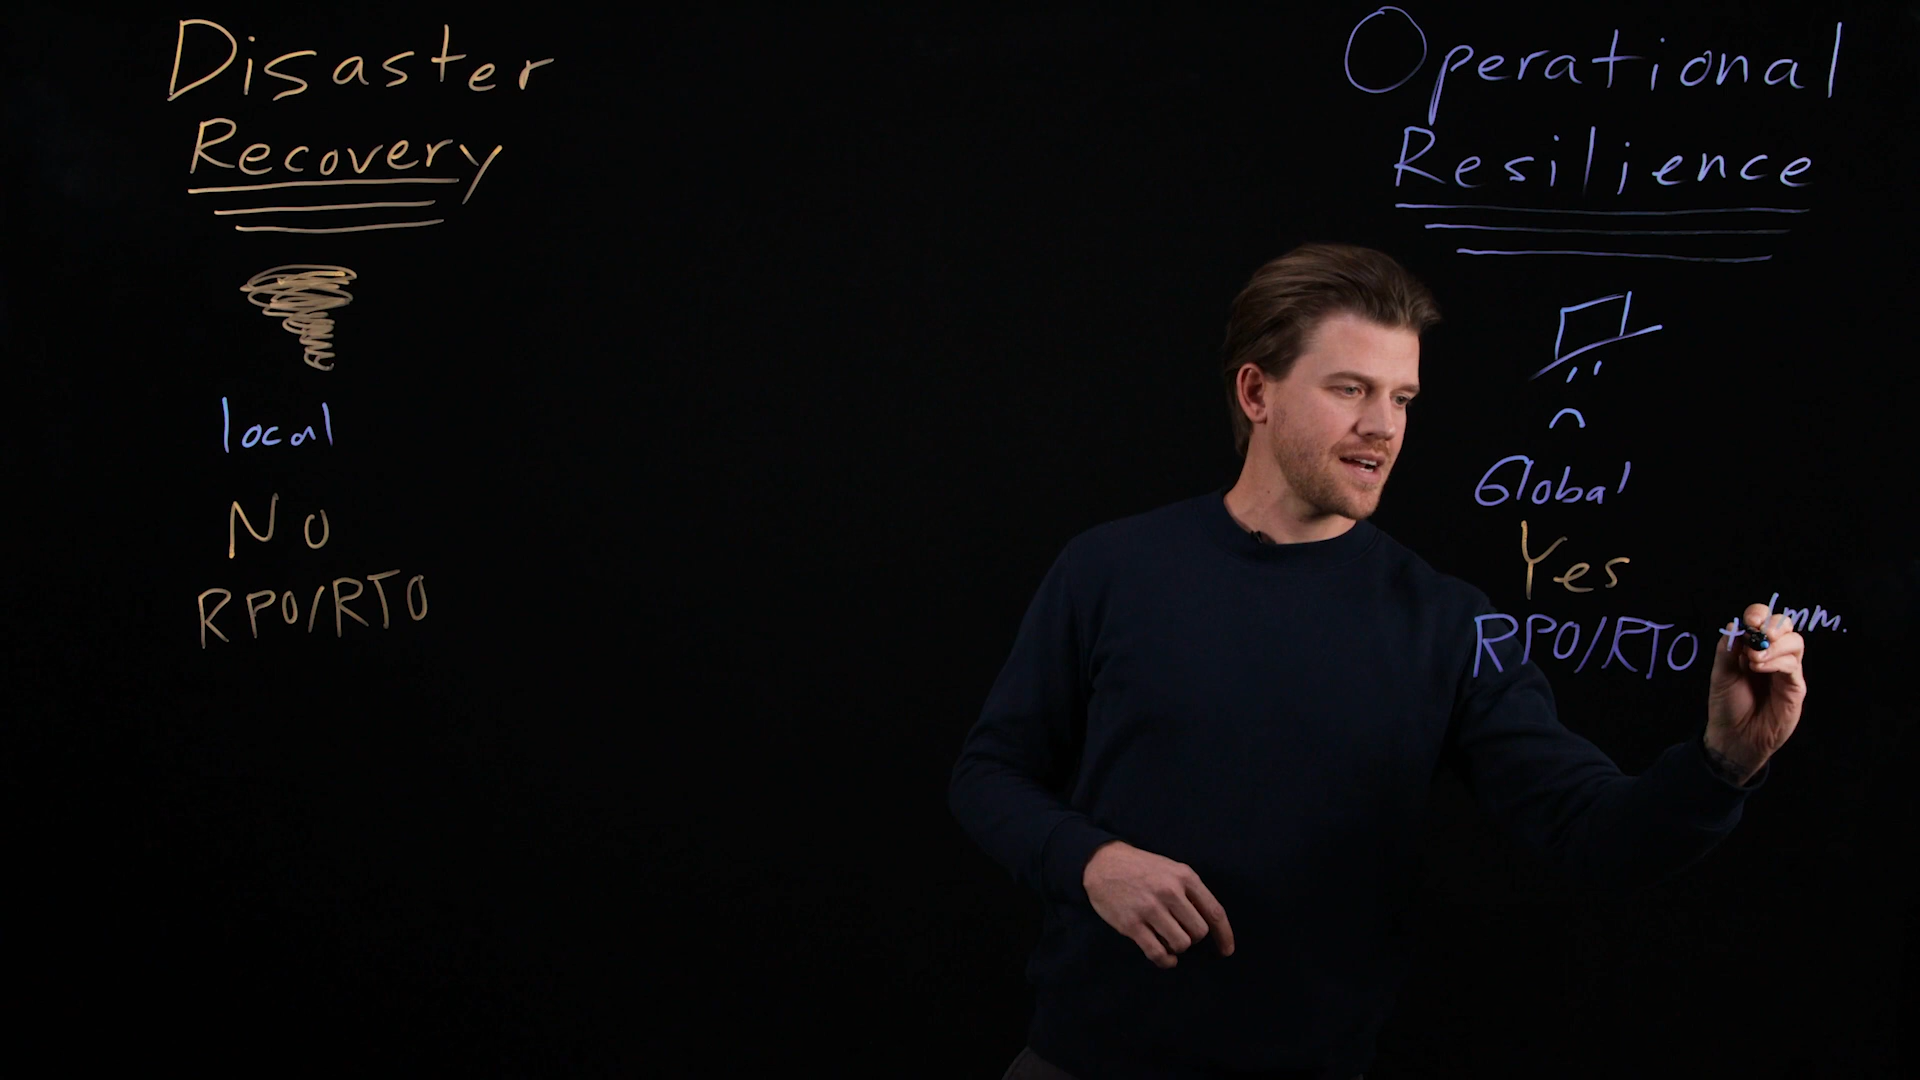 Disaster
Recovery
local
No
RPO/RTO
Operational
Resilience
Global
Yes
RPO/RTO + Imm.